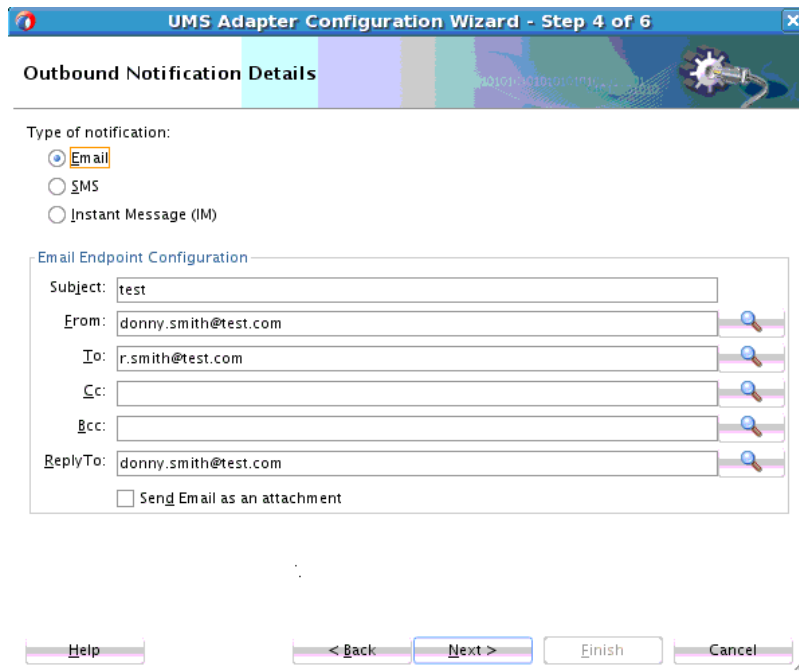 UMS Adapter Configuration Wizard - Step 4 of 6
Outbound Notification Details
Type of notification:
Email
SMS
Instant Message (IM)
Email Endpoint Configuration
Subject: test
From: donny.smith@test.com
To: r.smith@test.com
Cc:
Bcc:
ReplyTo: donny.smith@test.com
Send Email as an attachment
Help < Back Next > Finish Cancel